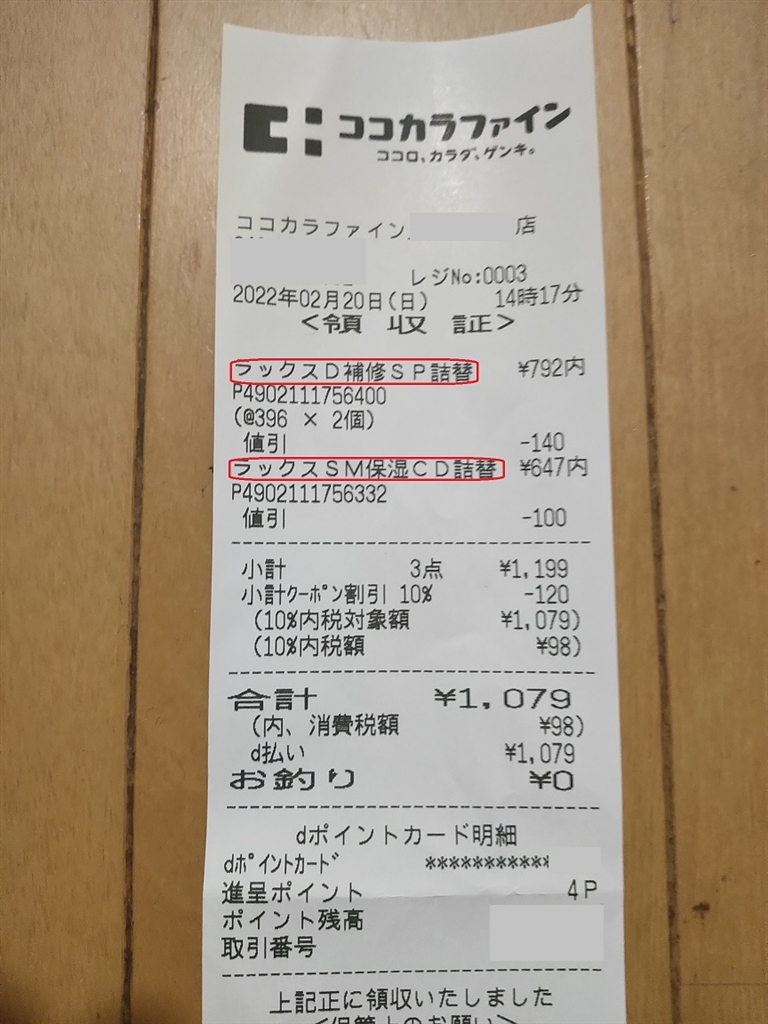 ココカラファイン
ココロ、カラダ、ゲンキ。
ココカラファイン 店
レジNo:0003
2022年02月20日(日) 14時17分
<領 収 証>
ラックスD補修SP詰替 ¥792内
P4902111756400
(@396 × 2個)
値引 -140
ラックスSM保湿CD詰替 ¥647内
P4902111756332
値引 -100
小計 3点 ¥1,199
小計クーポン割引 10% -120
(10%内税対象額 ¥1,079)
(10%内税額 ¥98)
合計 ¥1,079
(内、消費税額 ¥98)
d払い ¥1,079
お釣り ¥0
dポイントカード明細
dポイントカード ***********
進呈ポイント 4P
ポイント残高
取引番号
上記正に領収いたしました